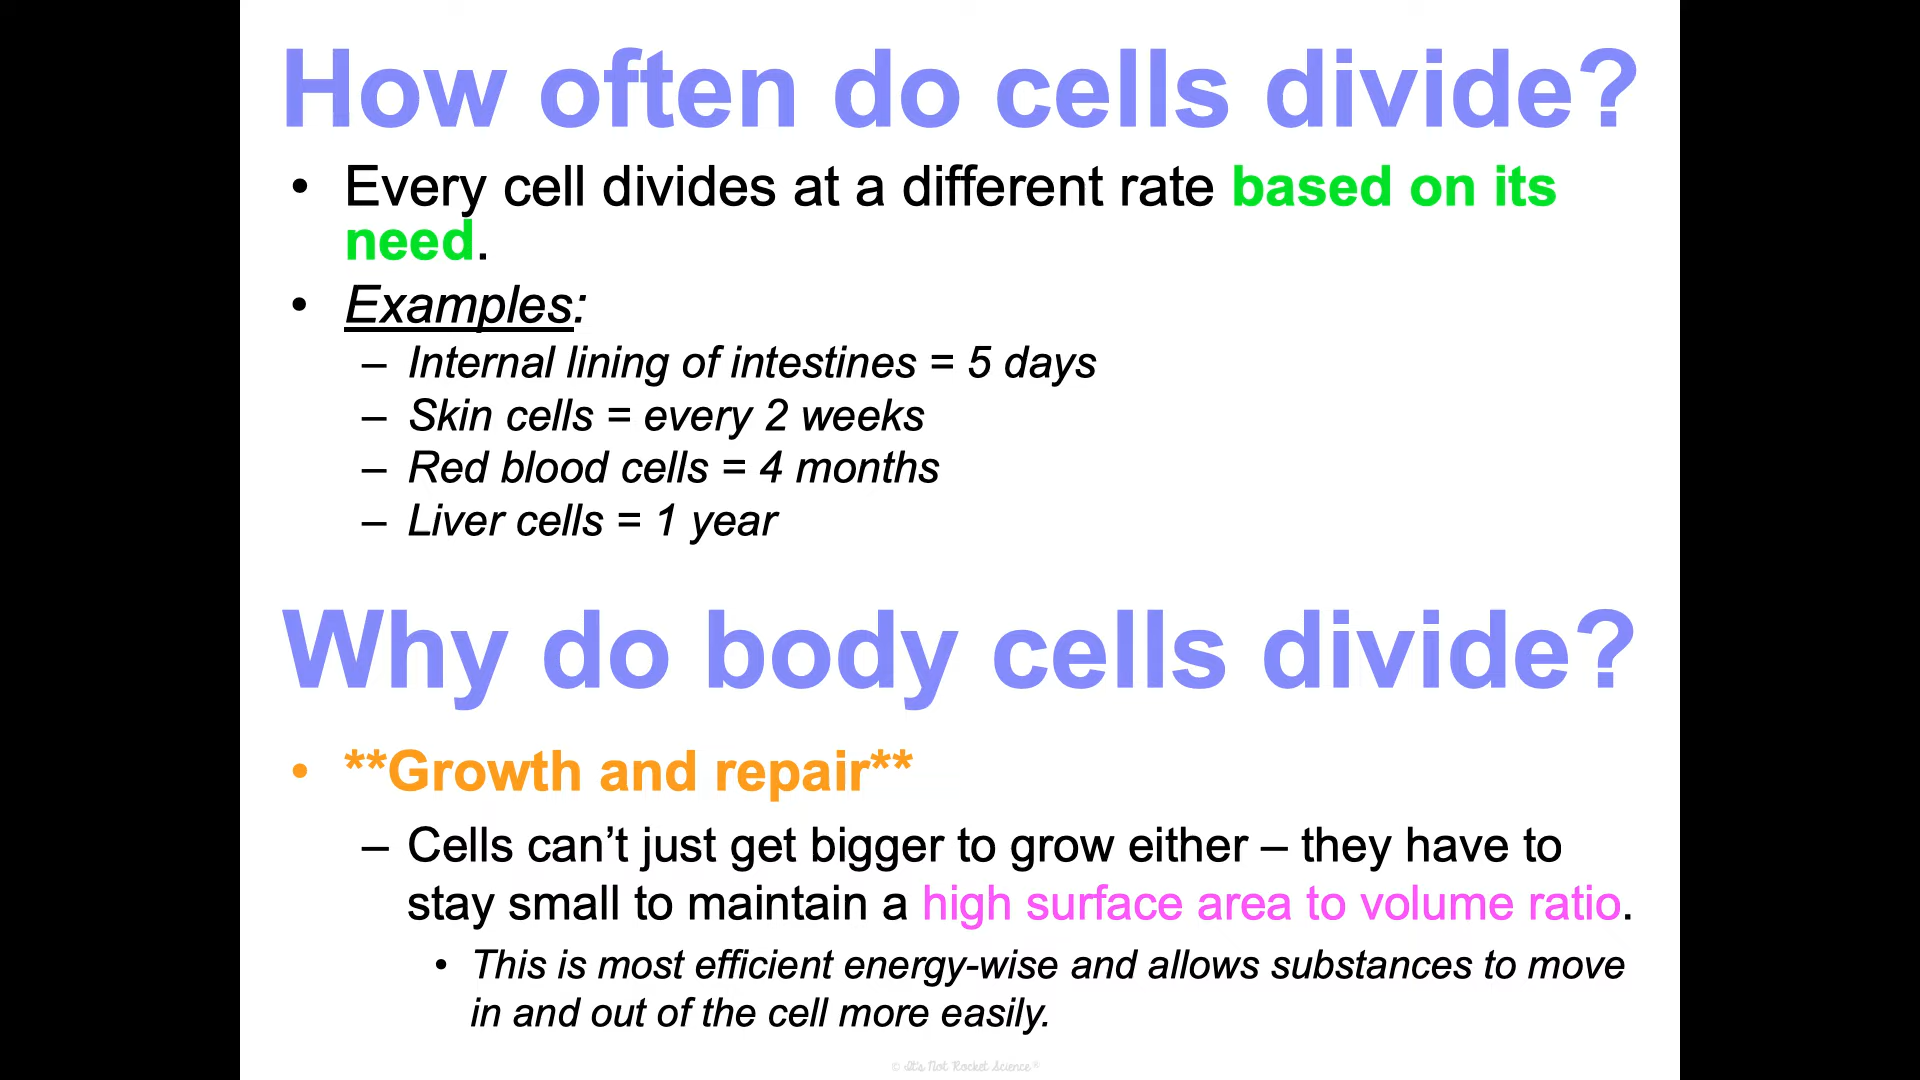 How often do cells divide?
• Every cell divides at a different rate based on its
need.
• Examples:
– Internal lining of intestines = 5 days
– Skin cells = every 2 weeks
– Red blood cells = 4 months
– Liver cells = 1 year
Why do body cells divide?
• **Growth and repair**
– Cells can’t just get bigger to grow either – they have to
stay small to maintain a high surface area to volume ratio.
• This is most efficient energy-wise and allows substances to move
in and out of the cell more easily.
© It's Not Rocket Science®